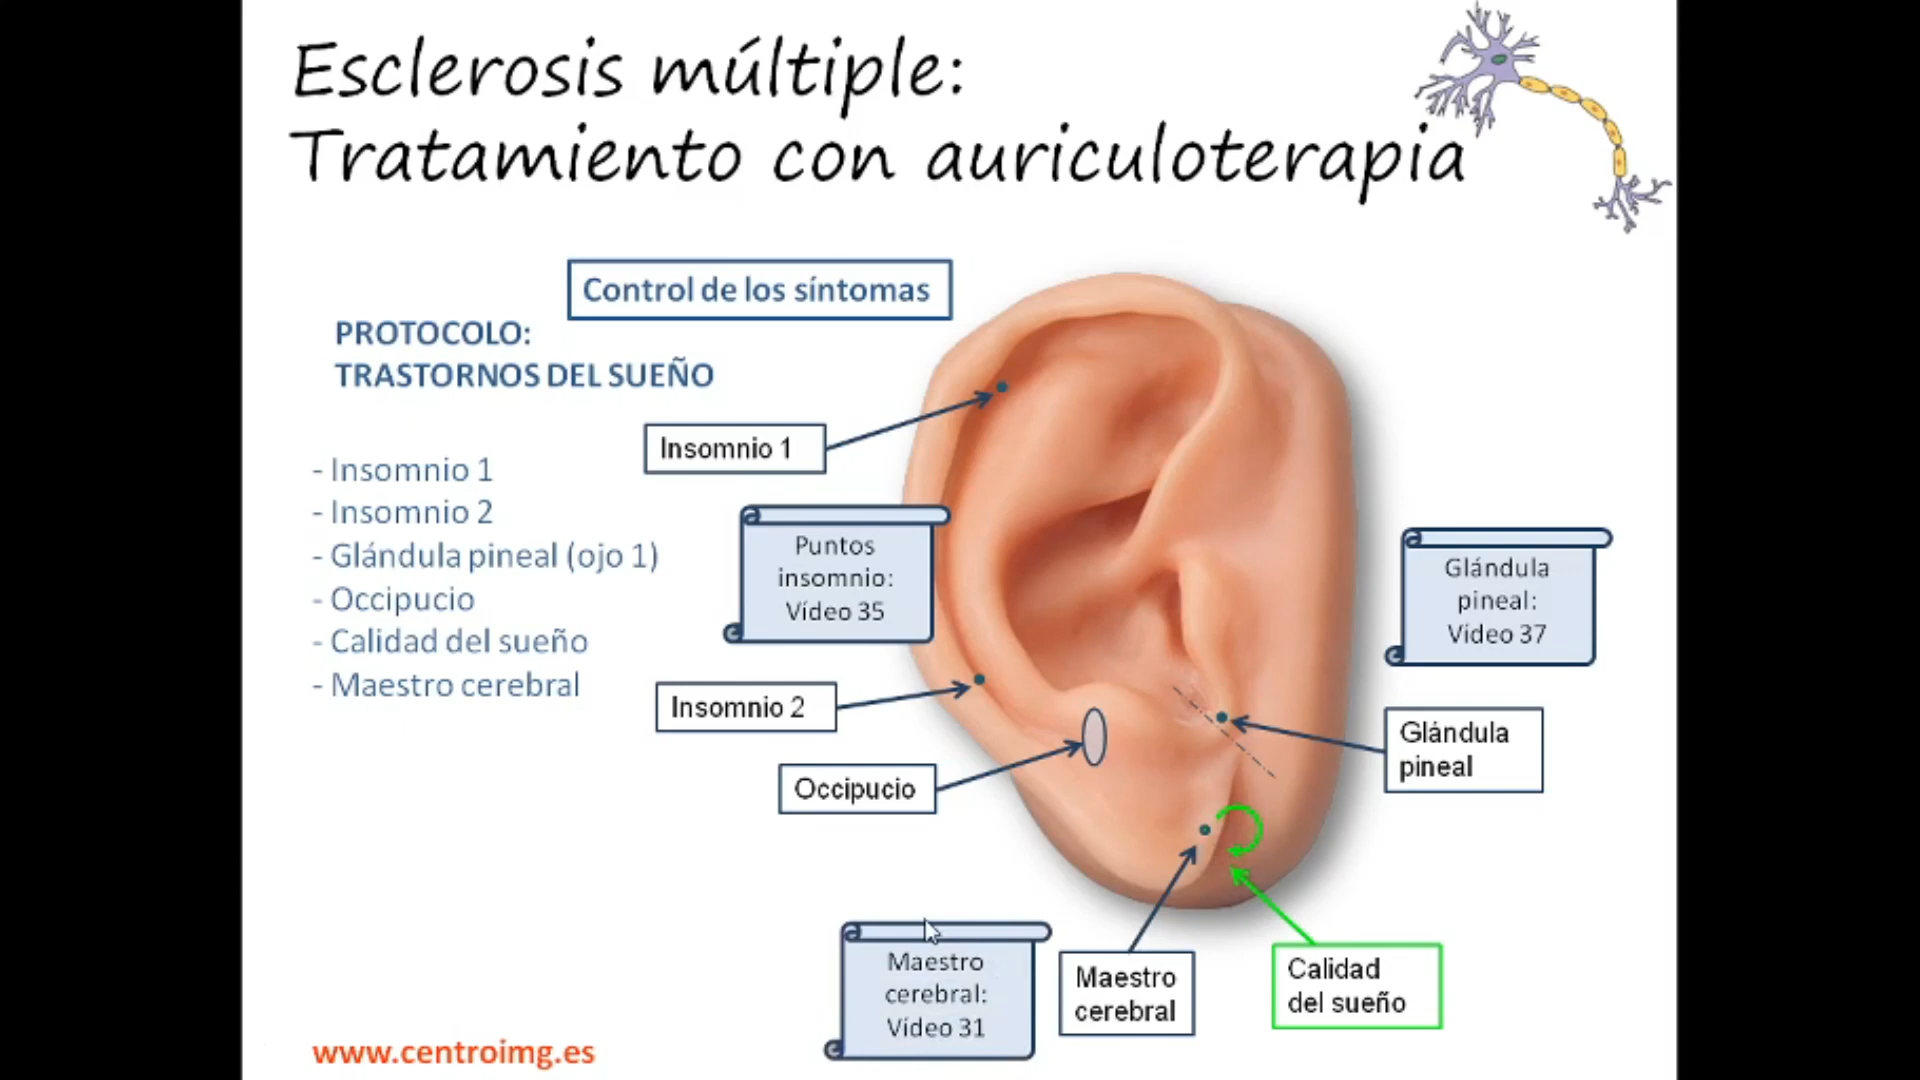 Esclerosis múltiple:
Tratamiento con auriculoterapia
Control de los síntomas
PROTOCOLO:
TRASTORNOS DEL SUEÑO
- Insomnio 1
- Insomnio 2
- Glándula pineal (ojo 1)
- Occipucio
- Calidad del sueño
- Maestro cerebral
Insomnio 1
Puntos
insomnio:
Vídeo 35
Insomnio 2
Occipucio
Glándula
pineal:
Vídeo 37
Glándula
pineal
Maestro
cerebral:
Vídeo 31
Maestro
cerebral
Calidad
del sueño
www.centroimg.es